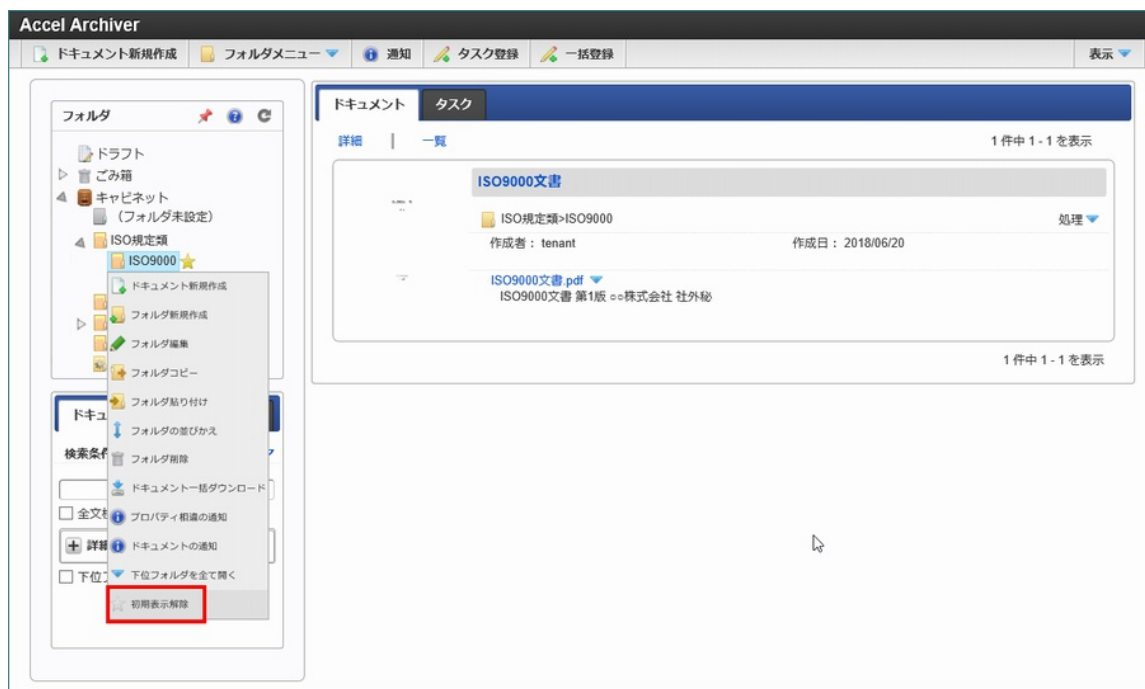 Accel Archiver
ドキュメント新規作成 フォルダメニュー 通知 タスク登録 一括登録 表示
フォルダ
ドラフト
ごみ箱
キャビネット
（フォルダ未設定）
ISO規定類
ISO9000
ドキュメント新規作成
フォルダ新規作成
フォルダ編集
フォルダコピー
フォルダ貼り付け
フォルダの並びかえ
フォルダ削除
ドキュメント一括ダウンロード
プロパティ相違の通知
ドキュメントの通知
下位フォルダを全て開く
初期表示解除
ドキュ
検索条件
全文検
詳細
下位フ
ドキュメント タスク
詳細 | 一覧 1 件中 1 - 1 を表示
ISO9000文書
ISO規定類>ISO9000 処理
作成者： tenant 作成日： 2018/06/20
ISO9000文書.pdf
ISO9000文書 第1版 ○○株式会社 社外秘
1 件中 1 - 1 を表示